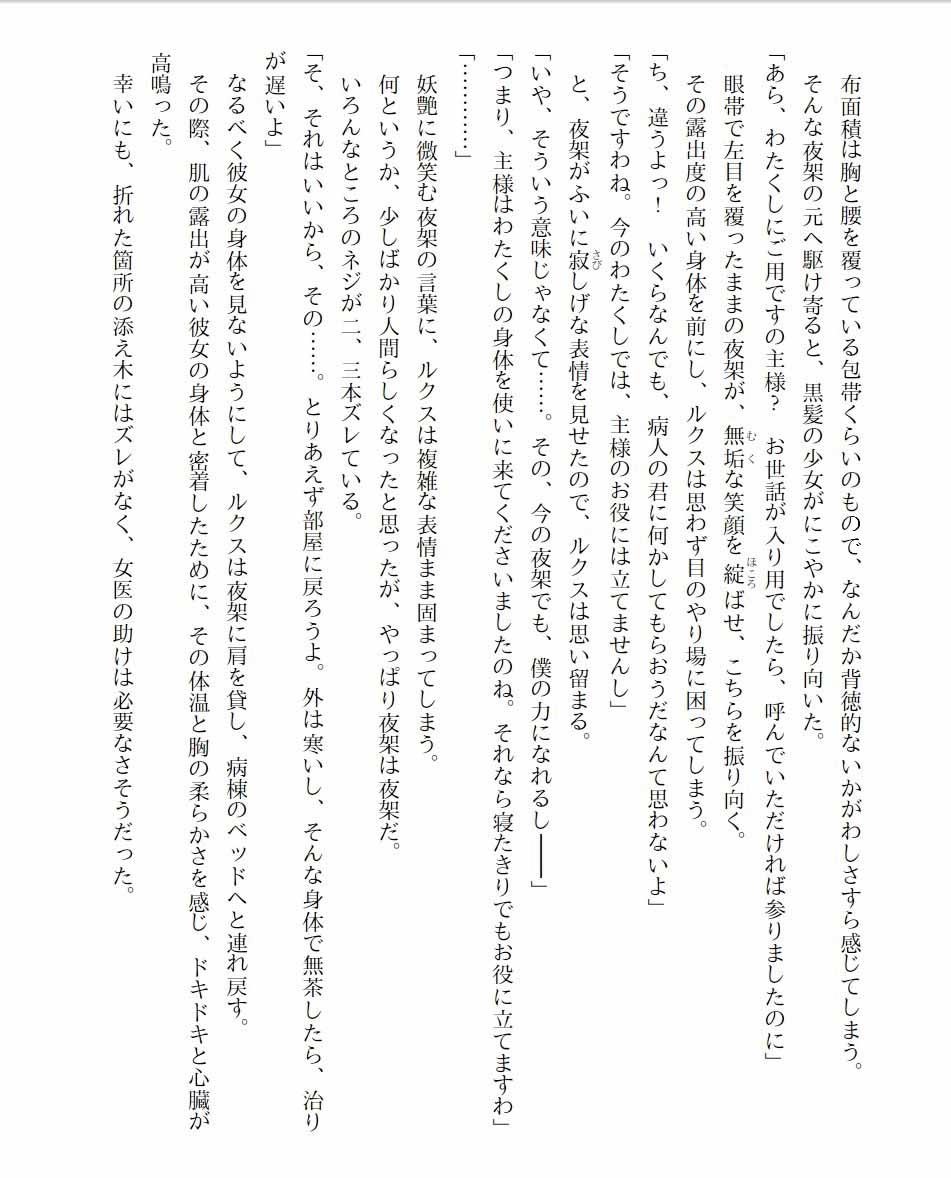 布面積は胸と腰を覆っている包帯くらいのもので、なんだか背徳的ないかがわしさすら感じてしまう。
そんな夜架の元へ駆け寄ると、黒髪の少女がにこやかに振り向いた。
「あら、わたくしにご用ですの主様？　お世話が入り用でしたら、呼んでいただければ参りましたのに」
眼帯で左目を覆ったままの夜架が、無垢な笑顔を綻ばせ、こちらを振り向く。
その露出度の高い身体を前にし、ルクスは思わず目のやり場に困ってしまう。
「ち、違うよっ！　いくらなんでも、病人の君に何かしてもらおうだなんて思わないよ」
「そうですわね。今のわたくしでは、主様のお役には立てませんし」
と、夜架がふいに寂しげな表情を見せたので、ルクスは思い留まる。
「いや、そういう意味じゃなくて……。その、今の夜架でも、僕の力になれるし――」
「つまり、主様はわたくしの身体を使いに来てくださいましたのね。それなら寝たきりでもお役に立てますわ」
「…………」
妖艶に微笑む夜架の言葉に、ルクスは複雑な表情まま固まってしまう。
何というか、少しばかり人間らしくなったと思ったが、やっぱり夜架は夜架だ。
いろんなところのネジが二、三本ズレている。
「そ、それはいいから、その……。とりあえず部屋に戻ろうよ。外は寒いし、そんな身体で無茶したら、治り
が遅いよ」
なるべく彼女の身体を見ないようにして、ルクスは夜架に肩を貸し、病棟のベッドへと連れ戻す。
その際、肌の露出が高い彼女の身体と密着したために、その体温と胸の柔らかさを感じ、ドキドキと心臓が
高鳴った。
幸いにも、折れた箇所の添え木にはズレがなく、女医の助けは必要なさそうだった。